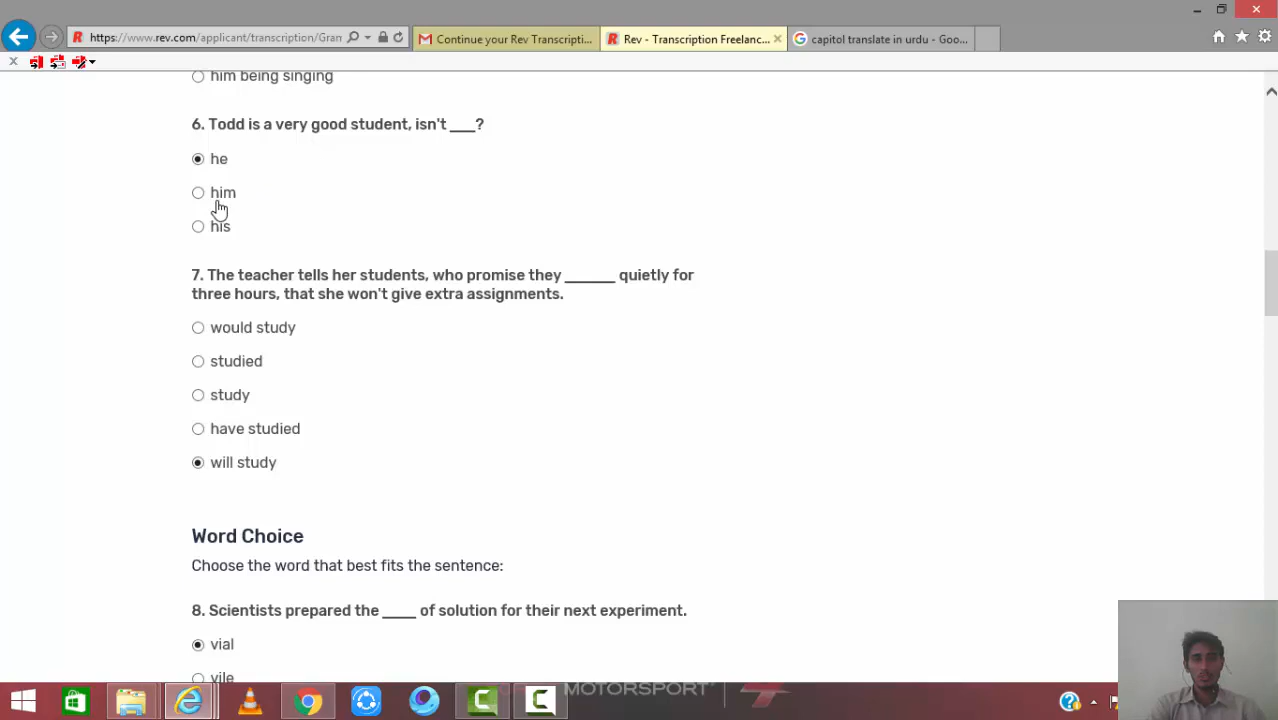 https://www.rev.com/applicant/transcription/Gran
Continue your Rev Transcripti...
Rev - Transcription Freelanc...
capitol translate in urdu - Goo...
him being singing
6. Todd is a very good student, isn't ___?
he
him
his
7. The teacher tells her students, who promise they ______ quietly for
three hours, that she won't give extra assignments.
would study
studied
study
have studied
will study
Word Choice
Choose the word that best fits the sentence:
8. Scientists prepared the ____ of solution for their next experiment.
vial
vile
MOTORSPORT